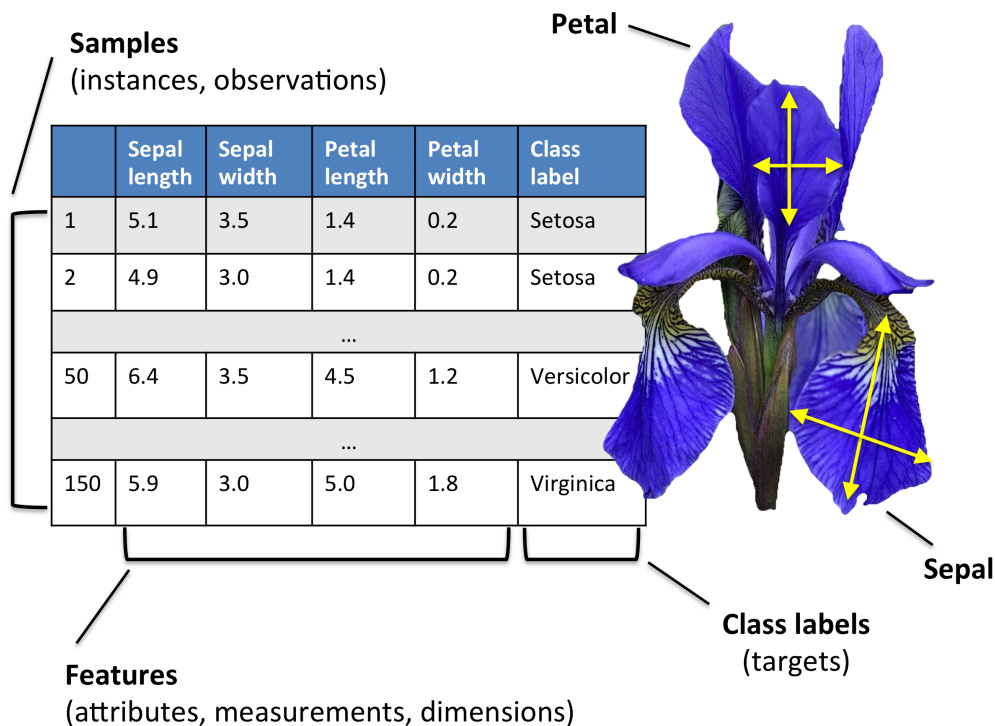 Samples
(instances, observations)
Petal
Sepal length Sepal width Petal length Petal width Class label
1 5.1 3.5 1.4 0.2 Setosa
2 4.9 3.0 1.4 0.2 Setosa
...
50 6.4 3.5 4.5 1.2 Versicolor
...
150 5.9 3.0 5.0 1.8 Virginica
Sepal
Class labels
(targets)
Features
(attributes, measurements, dimensions)